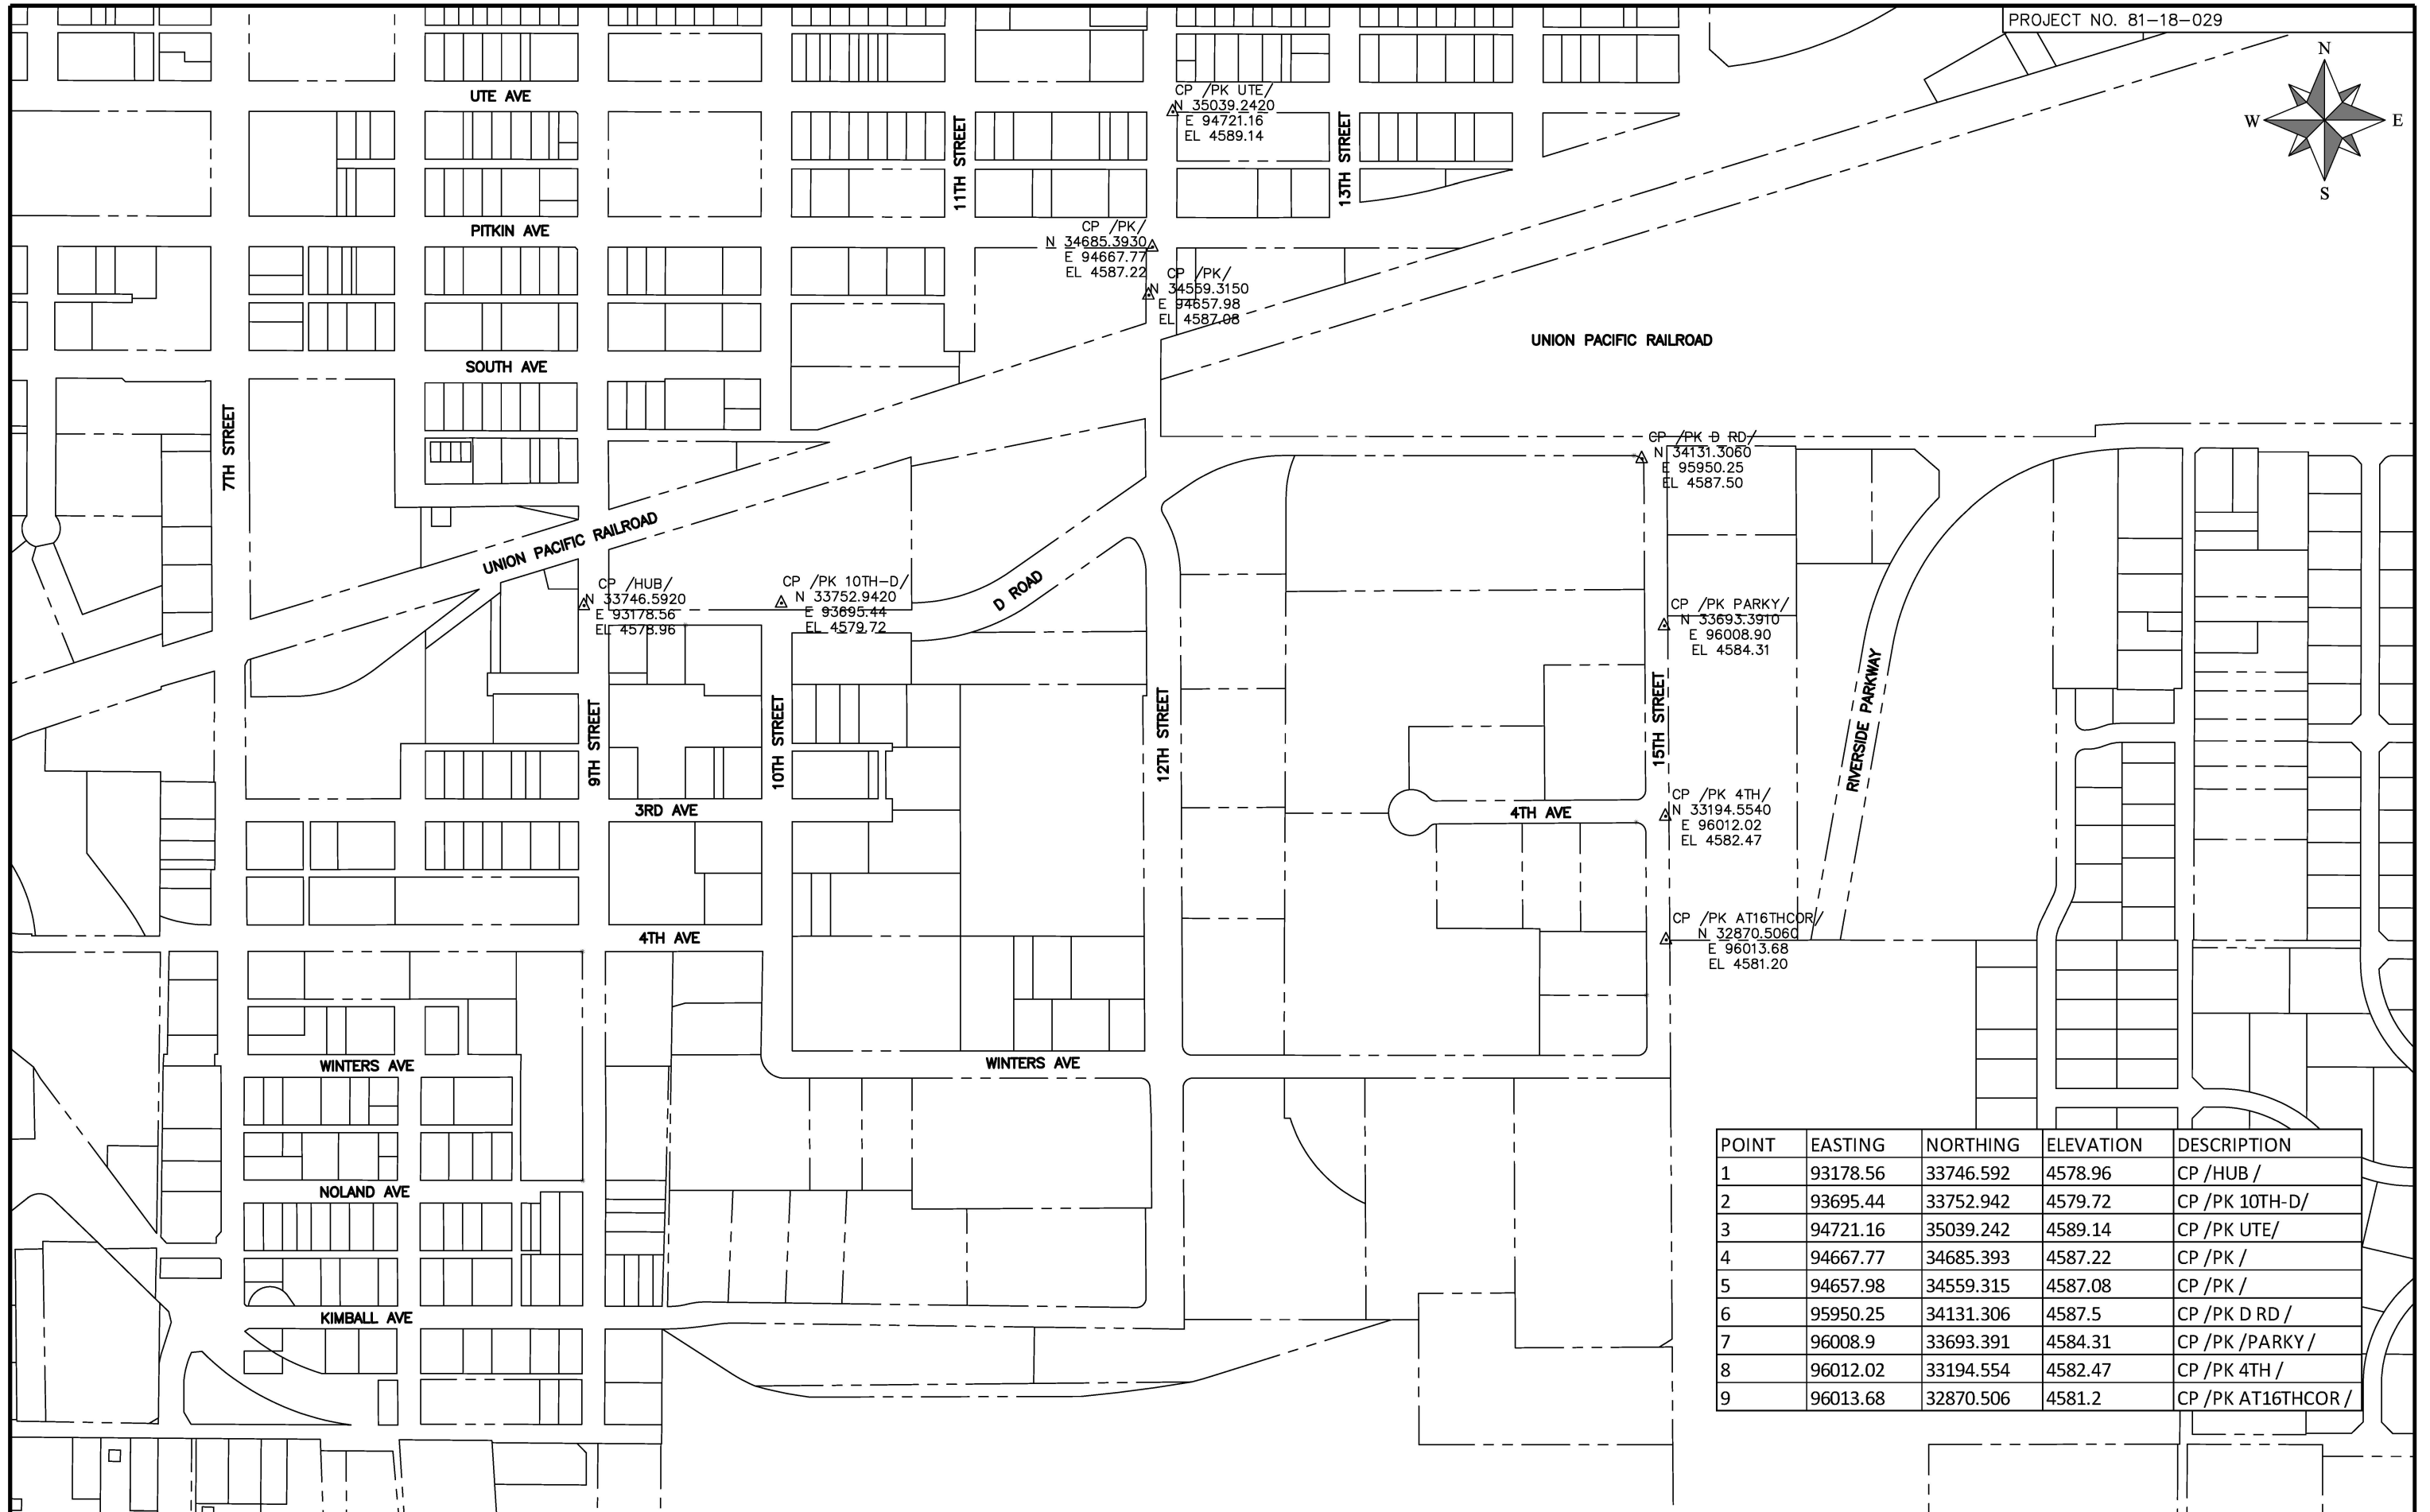 PROJECT NO. 81-18-029
N
W
E
S
UTE AVE
CP /PK UTE/
N 35039.2420
E 94721.16
EL 4589.14
11TH STREET
13TH STREET
PITKIN AVE
CP /PK/
N 34685.3930
E 94667.77
EL 4587.22
CP /PK/
N 34559.3150
E 94657.98
EL 4587.08
UNION PACIFIC RAILROAD
SOUTH AVE
7TH STREET
CP /PK D RD/
N 34131.3060
E 95950.25
EL 4587.50
UNION PACIFIC RAILROAD
CP /HUB/
N 33746.5920
E 93178.56
EL 4578.96
CP /PK 10TH-D/
N 33752.9420
E 93695.44
EL 4579.72
D ROAD
CP /PK PARKY/
N 33693.3910
E 96008.90
EL 4584.31
9TH STREET
10TH STREET
12TH STREET
15TH STREET
RIVERSIDE PARKWAY
3RD AVE
4TH AVE
CP /PK 4TH/
N 33194.5540
E 96012.02
EL 4582.47
4TH AVE
CP /PK AT16THCOR/
N 32870.5060
E 96013.68
EL 4581.20
WINTERS AVE
WINTERS AVE
NOLAND AVE
KIMBALL AVE
POINT EASTING NORTHING ELEVATION DESCRIPTION
1 93178.56 33746.592 4578.96 CP /HUB /
2 93695.44 33752.942 4579.72 CP /PK 10TH-D/
3 94721.16 35039.242 4589.14 CP /PK UTE/
4 94667.77 34685.393 4587.22 CP /PK /
5 94657.98 34559.315 4587.08 CP /PK /
6 95950.25 34131.306 4587.5 CP /PK D RD /
7 96008.9 33693.391 4584.31 CP /PK /PARKY /
8 96012.02 33194.554 4582.47 CP /PK 4TH /
9 96013.68 32870.506 4581.2 CP /PK AT16THCOR /